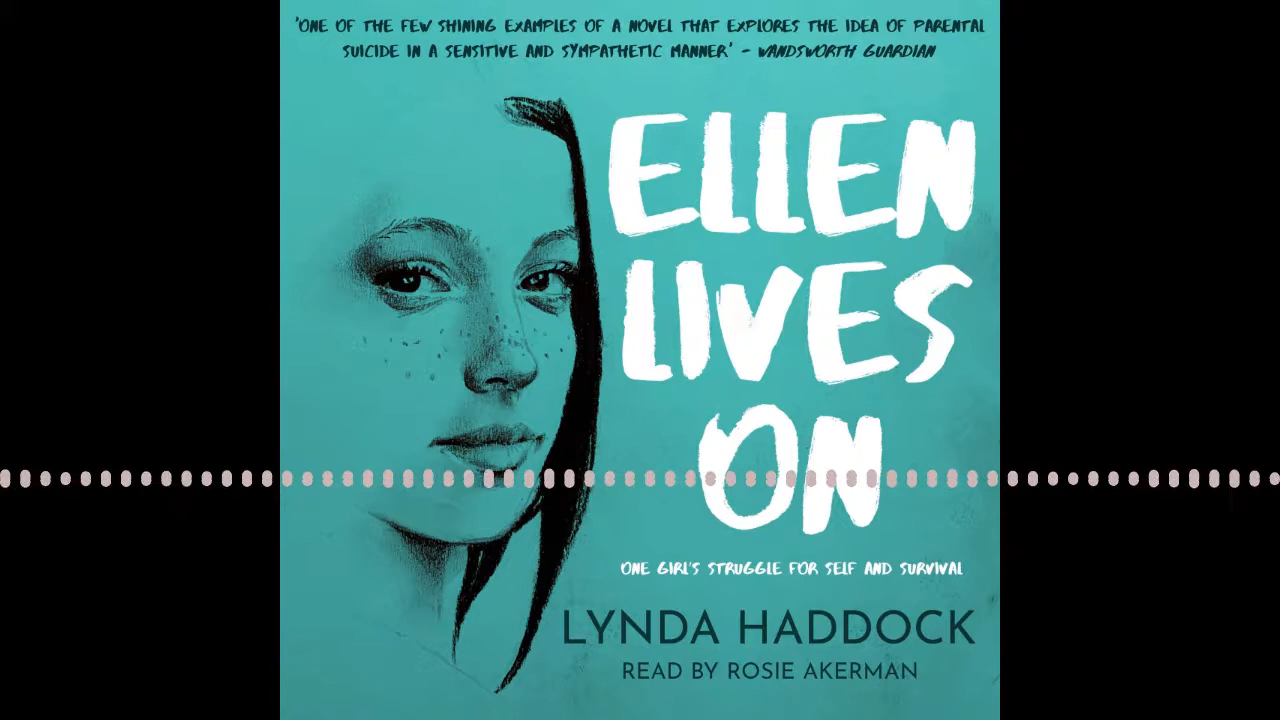 'ONE OF THE FEW SHINING EXAMPLES OF A NOVEL THAT EXPLORES THE IDEA OF PARENTAL
SUICIDE IN A SENSITIVE AND SYMPATHETIC MANNER' - WANDSWORTH GUARDIAN
ELLEN
LIVES
ON
ONE GIRL'S STRUGGLE FOR SELF AND SURVIVAL
LYNDA HADDOCK
READ BY ROSIE AKERMAN